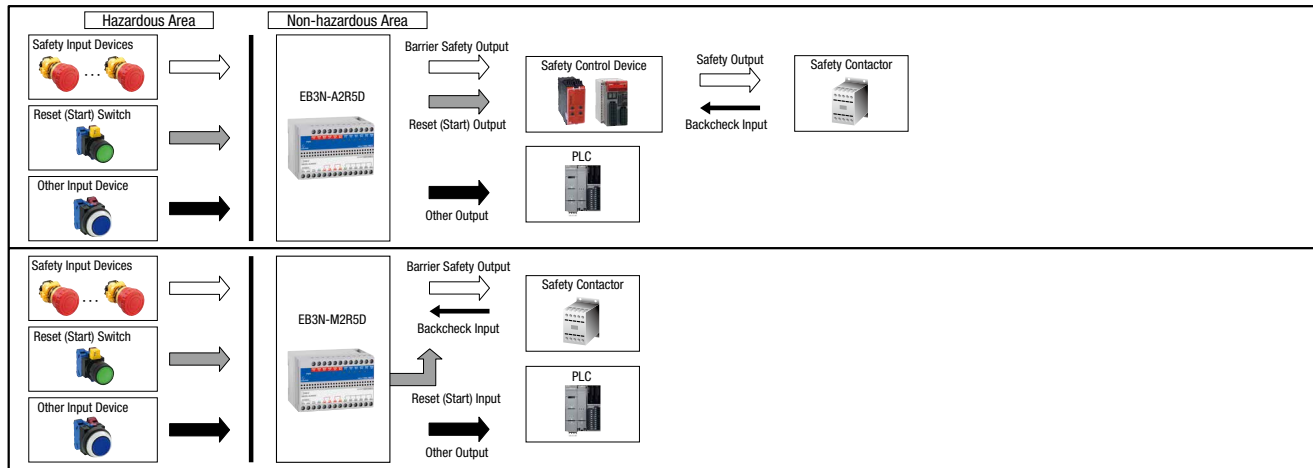 Hazardous Area
Non-hazardous Area
Safety Input Devices
...
Reset (Start) Switch
Other Input Device
EB3N-A2R5D
Barrier Safety Output
Reset (Start) Output
Other Output
Safety Control Device
PLC
Safety Output
Backcheck Input
Safety Contactor
Safety Input Devices
...
Reset (Start) Switch
Other Input Device
EB3N-M2R5D
Barrier Safety Output
Backcheck Input
Reset (Start) Input
Other Output
Safety Contactor
PLC